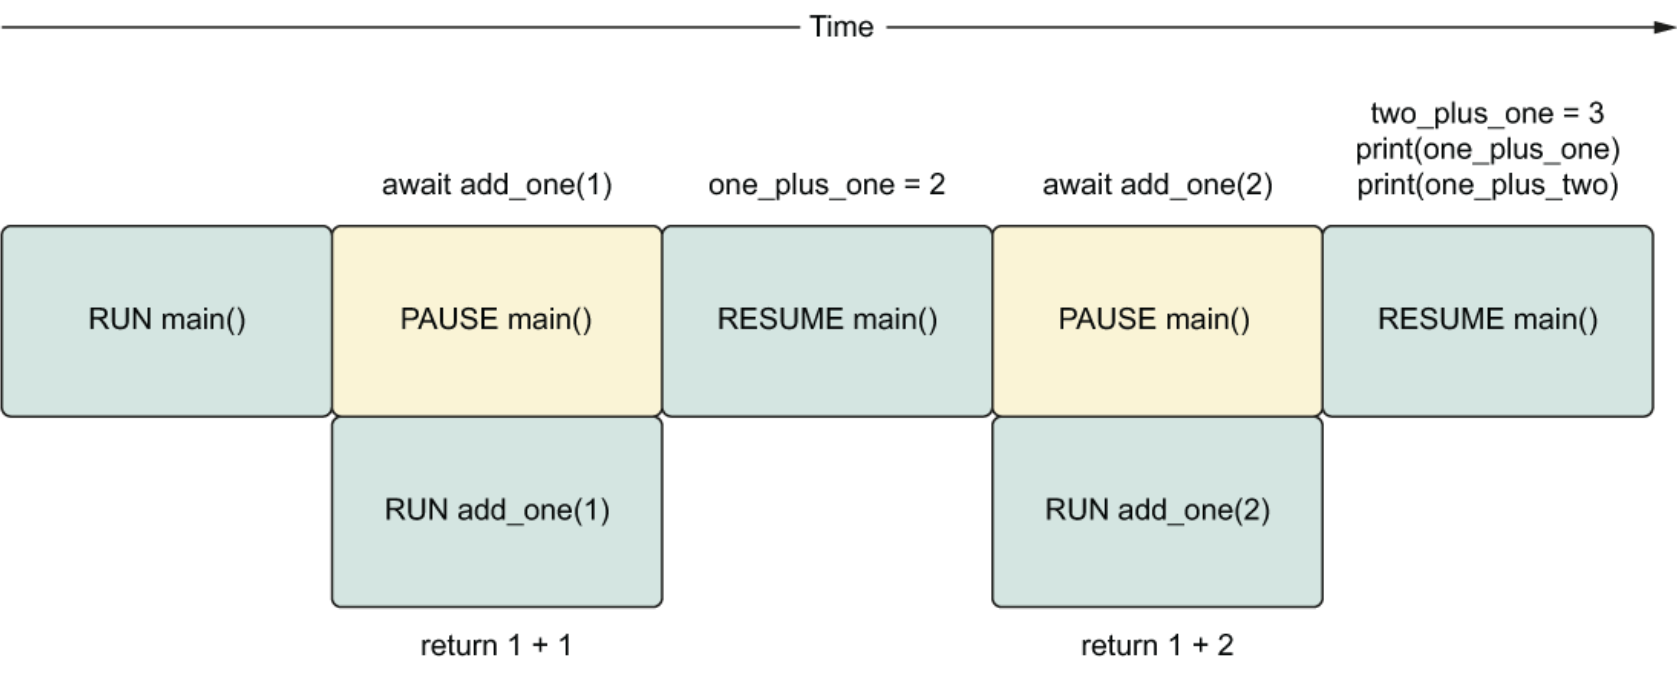 Time
two_plus_one = 3
print(one_plus_one)
print(one_plus_two)
await add_one(1)
one_plus_one = 2
await add_one(2)
RUN main()
PAUSE main()
RESUME main()
PAUSE main()
RESUME main()
RUN add_one(1)
RUN add_one(2)
return 1 + 1
return 1 + 2